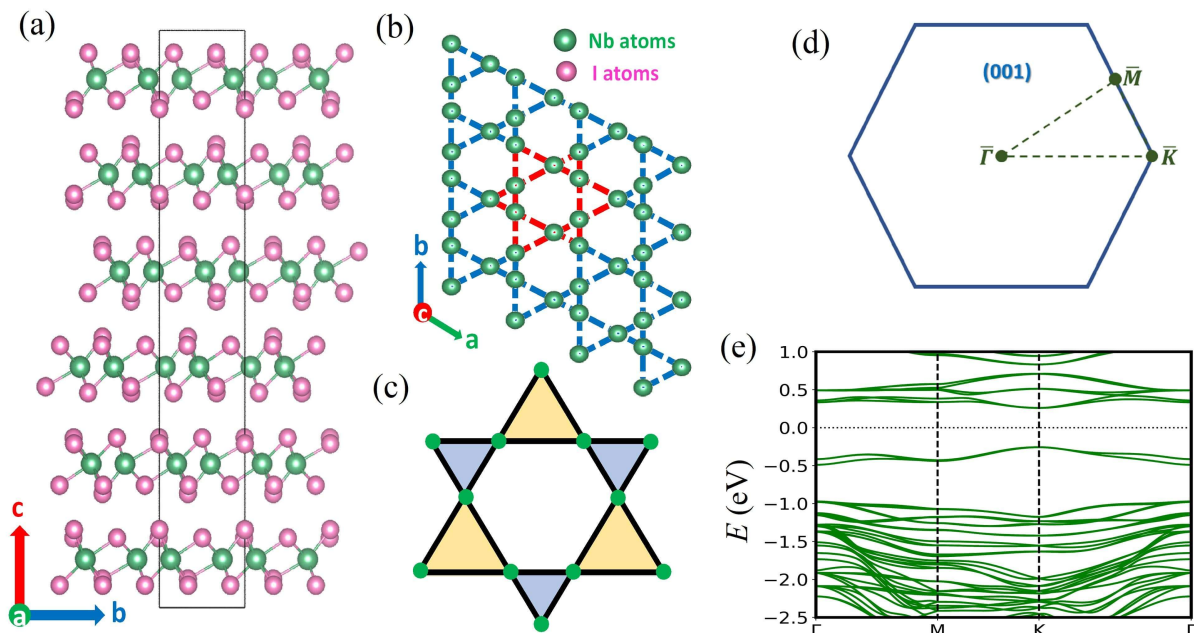 (a)
c
a
b
(b)
Nb atoms
I atoms
b
c
a
(c)
(d)
(001)
M̅
Γ̅
K̅
(e)
E (eV)
1.0
0.5
0.0
−0.5
−1.0
−1.5
−2.0
−2.5
Γ M K Γ